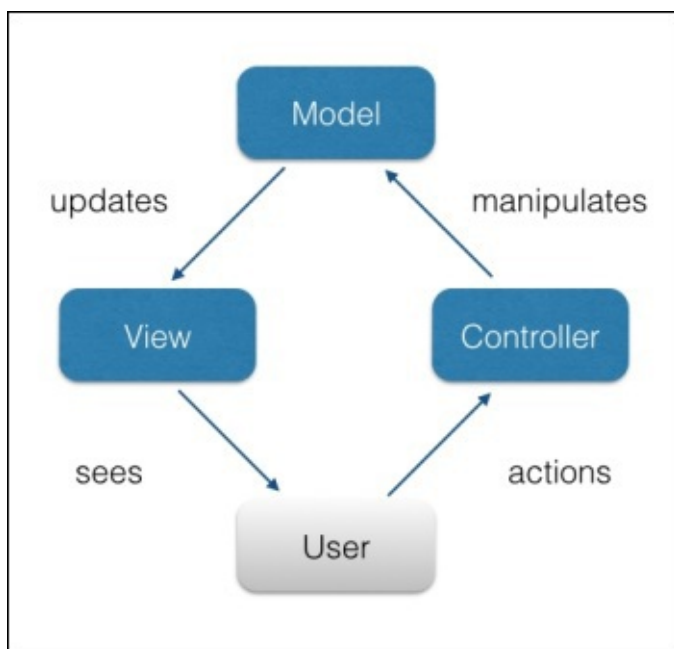 Model
updates
manipulates
View
Controller
sees
actions
User